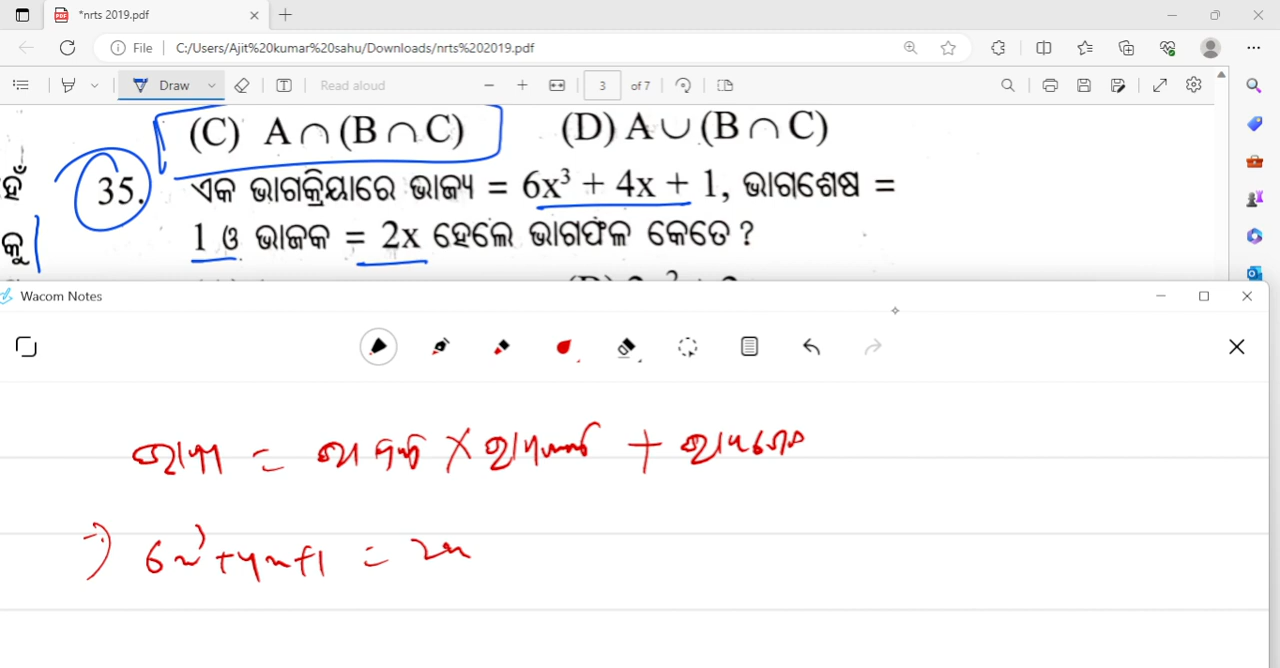 *nrts 2019.pdf
File C:/Users/Ajit%20kumar%20sahu/Downloads/nrts%202019.pdf
Draw Read aloud 3 of 7
(C) A ∩ (B ∩ C) (D) A ∪ (B ∩ C)
ହଁ 35. ଏକ ଭାଗକ୍ରିୟାରେ ଭାଜ୍ୟ = 6x³ + 4x + 1, ଭାଗଶେଷ =
କୁ 1 ଓ ଭାଜକ = 2x ହେଲେ ଭାଗଫଳ କେତେ ?
Wacom Notes
ଭାଜ୍ୟ = ଭାଜକ × ଭାଗଫଳ + ଭାଗଶେଷ
⇒) 6x³+4x+1 = 2x